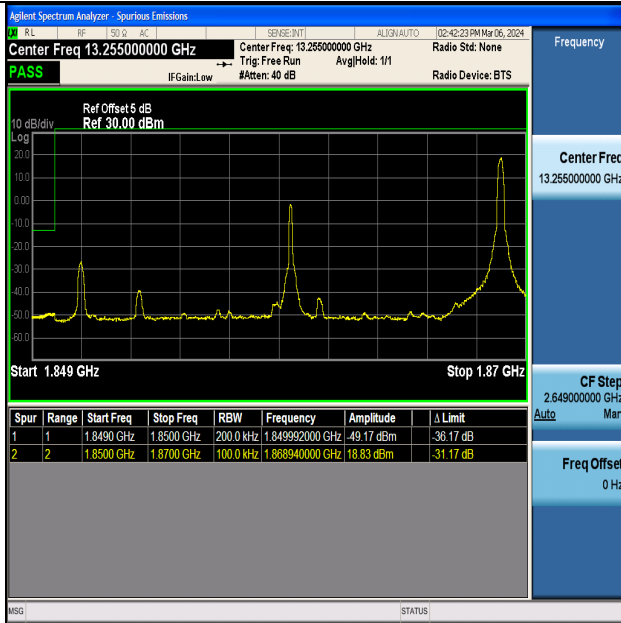 Agilent Spectrum Analyzer - Spurious Emissions
RL RF 50 Ω AC SENSE:INT ALIGNAUTO 02:42:23 PM Mar 06, 2024
Center Freq 13.255000000 GHz
Center Freq: 13.255000000 GHz
Radio Std: None
Trig: Free Run Avg|Hold: 1/1
PASS
IFGain:Low
#Atten: 40 dB
Radio Device: BTS
Ref Offset 5 dB
10 dB/div Ref 30.00 dBm
Log
20.0
10.0
0.00
-10.0
-20.0
-30.0
-40.0
-50.0
-60.0
Start 1.849 GHz Stop 1.87 GHz
Spur Range Start Freq Stop Freq RBW Frequency Amplitude Δ Limit
1 1 1.8490 GHz 1.8500 GHz 200.0 kHz 1.849992000 GHz -49.17 dBm -36.17 dB
2 2 1.8500 GHz 1.8700 GHz 100.0 kHz 1.868940000 GHz 18.83 dBm -31.17 dB
Frequency
Center Freq
13.255000000 GHz
CF Step
2.649000000 GHz
Auto Man
Freq Offset
0 Hz
MSG STATUS